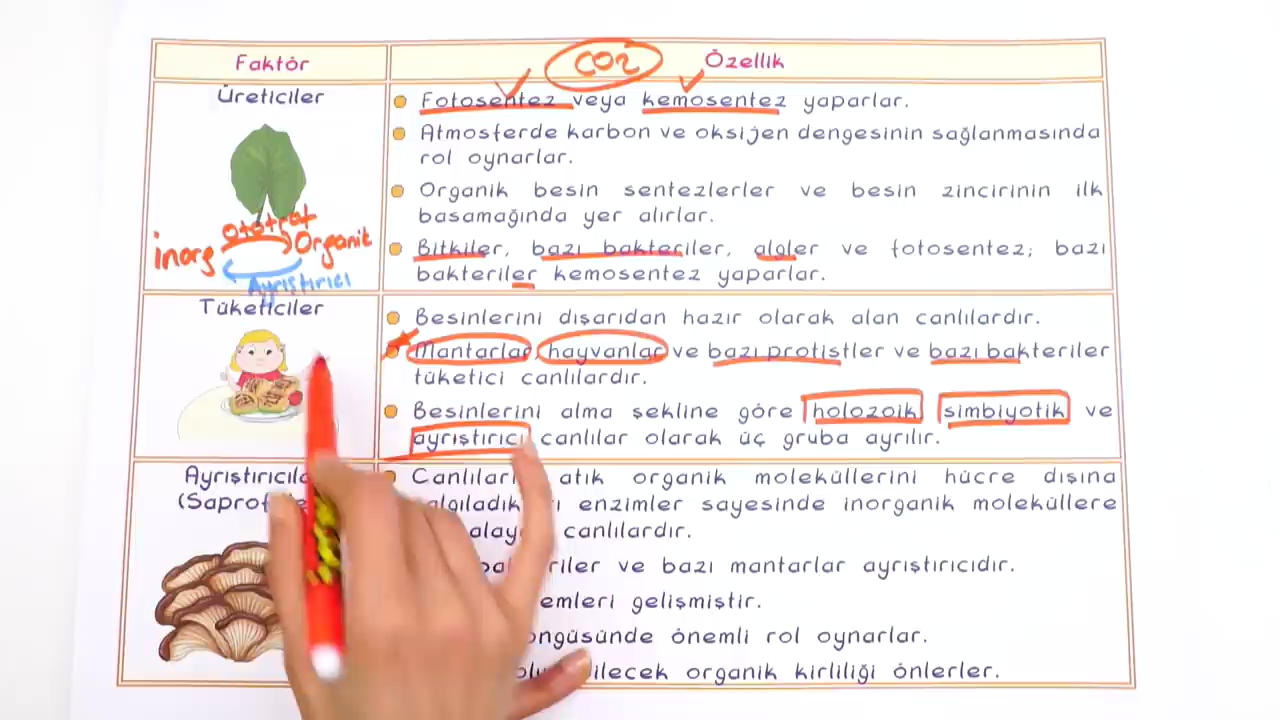 Faktör
CO2
Özellik
Üreticiler
Fotosentez veya kemosentez yaparlar.
Atmosferde karbon ve oksijen dengesinin sağlanmasında
rol oynarlar.
Organik besin sentezlerler ve besin zincirinin ilk
basamağında yer alırlar.
ototrof
inorg
Organik
Ayrıştırıcı
Bitkiler, bazı bakteriler, algler ve fotosentez; bazı
bakteriler kemosentez yaparlar.
Tüketiciler
Besinlerini dışarıdan hazır olarak alan canlılardır.
Mantarlar, hayvanlar ve bazı protistler ve bazı bakteriler
tüketici canlılardır.
Besinlerini alma şekline göre holozoik, simbiyotik ve
ayrıştırıcı canlılar olarak üç gruba ayrılır.
Canlıların atık organik moleküllerini hücre dışına
enzimler sayesinde inorganik moleküllere
canlılardır.
ve bazı mantarlar ayrıştırıcıdır.
gelişmiştir.
önemli rol oynarlar.
organik kirliliği önlerler.